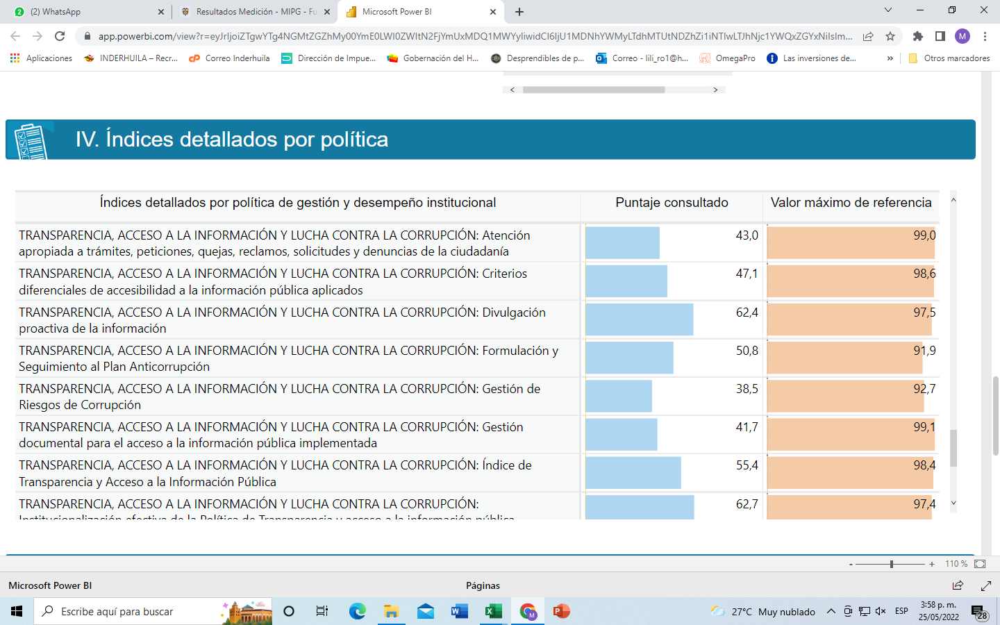 (2) WhatsApp
Resultados Medición - MIPG - Fu
Microsoft Power BI
app.powerbi.com/view?r=eyJrIjoiZTgwYTg4NGMtZGZhMy00YmE0LWI0ZWItN2FjYmUxMDQ1MWYyIiwidCI6IjU1MDNhYWMyLTdhMTUtNDZhZi1iNTIwLTJhNjc1YWQxZGYxNiIsIm...
M
Aplicaciones
INDERHUILA – Recr...
Correo Inderhuila
Dirección de Impue...
Gobernación del H...
Desprendibles de p...
Correo - lili_ro1@h...
OmegaPro
Las inversiones de...
»
Otros marcadores
IV. Índices detallados por política
Índices detallados por política de gestión y desempeño institucional
Puntaje consultado
Valor máximo de referencia
TRANSPARENCIA, ACCESO A LA INFORMACIÓN Y LUCHA CONTRA LA CORRUPCIÓN: Atención
apropiada a trámites, peticiones, quejas, reclamos, solicitudes y denuncias de la ciudadanía
43,0
99,0
TRANSPARENCIA, ACCESO A LA INFORMACIÓN Y LUCHA CONTRA LA CORRUPCIÓN: Criterios
diferenciales de accesibilidad a la información pública aplicados
47,1
98,6
TRANSPARENCIA, ACCESO A LA INFORMACIÓN Y LUCHA CONTRA LA CORRUPCIÓN: Divulgación
proactiva de la información
62,4
97,5
TRANSPARENCIA, ACCESO A LA INFORMACIÓN Y LUCHA CONTRA LA CORRUPCIÓN: Formulación y
Seguimiento al Plan Anticorrupción
50,8
91,9
TRANSPARENCIA, ACCESO A LA INFORMACIÓN Y LUCHA CONTRA LA CORRUPCIÓN: Gestión de
Riesgos de Corrupción
38,5
92,7
TRANSPARENCIA, ACCESO A LA INFORMACIÓN Y LUCHA CONTRA LA CORRUPCIÓN: Gestión
documental para el acceso a la información pública implementada
41,7
99,1
TRANSPARENCIA, ACCESO A LA INFORMACIÓN Y LUCHA CONTRA LA CORRUPCIÓN: Índice de
Transparencia y Acceso a la Información Pública
55,4
98,4
TRANSPARENCIA, ACCESO A LA INFORMACIÓN Y LUCHA CONTRA LA CORRUPCIÓN:
Institucionalización efectiva de la Política de Transparencia y acceso a la información pública
62,7
97,4
- + 110 %
Microsoft Power BI
Páginas
Escribe aquí para buscar
27°C Muy nublado
ESP
3:58 p. m.
25/05/2022
28